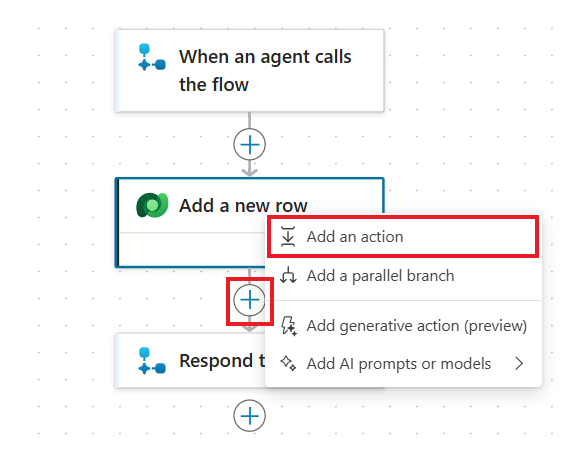 When an agent calls
the flow
Add a new row
Add an action
Add a parallel branch
Add generative action (preview)
Respond t
Add AI prompts or models